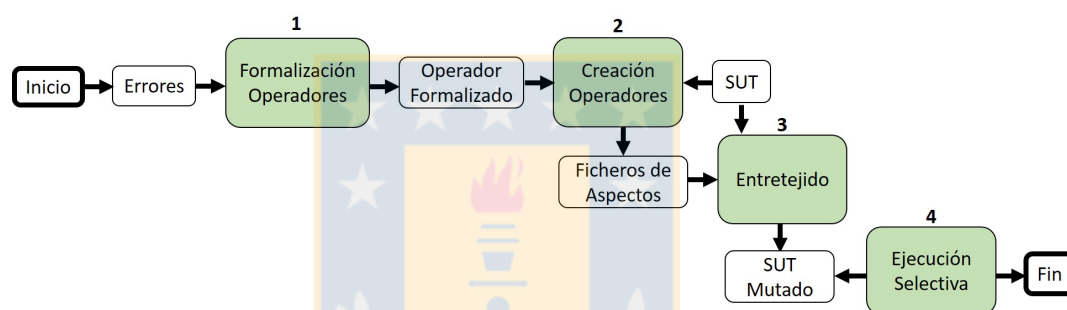 1
2
Inicio
Errores
Formalización
Operadores
Operador
Formalizado
Creación
Operadores
SUT
3
Ficheros de
Aspectos
Entretejido
4
SUT
Mutado
Ejecución
Selectiva
Fin